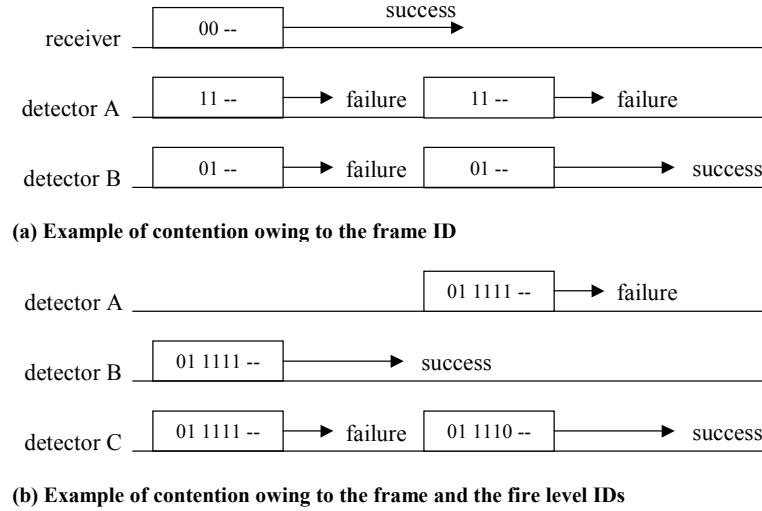 success
receiver 00 --
detector A 11 -- failure 11 -- failure
detector B 01 -- failure 01 -- success
(a) Example of contention owing to the frame ID
detector A 01 1111 -- failure
detector B 01 1111 -- success
detector C 01 1111 -- failure 01 1110 -- success
(b) Example of contention owing to the frame and the fire level IDs